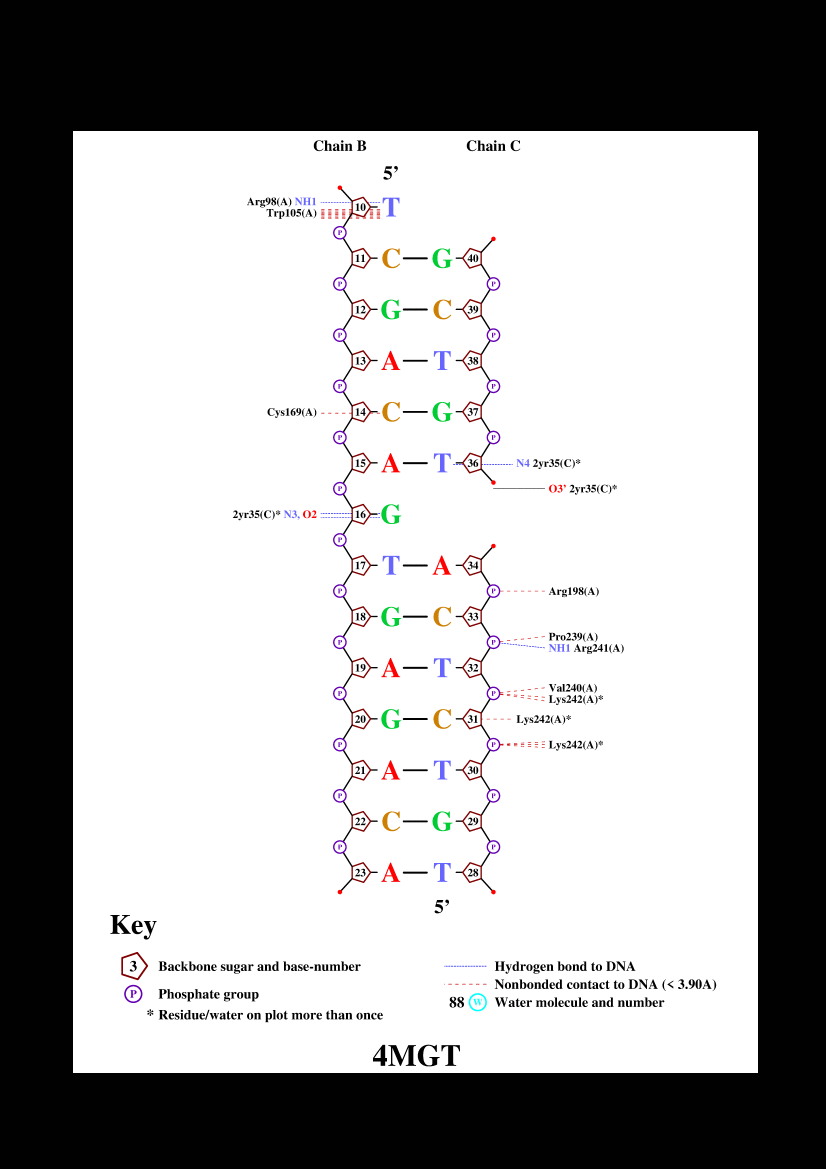 Chain B Chain C
5’
Arg98(A) NH1 10 T
Trp105(A)
P
11 C G 40
P P
12 G C 39
P P
13 A T 38
P P
Cys169(A) 14 C G 37
P P
15 A T 36 N4 2yr35(C)*
P O3' 2yr35(C)*
2yr35(C)* N3, O2 16 G
P
17 T A 34
P P Arg198(A)
18 G C 33
Pro239(A)
P P NH1 Arg241(A)
19 A T 32
Val240(A)
P P Lys242(A)*
20 G C 31 Lys242(A)*
P P Lys242(A)*
21 A T 30
P P
22 C G 29
P P
23 A T 28
5’
Key
3 Backbone sugar and base-number
P Phosphate group
* Residue/water on plot more than once
Hydrogen bond to DNA
Nonbonded contact to DNA (< 3.90A)
88 W Water molecule and number
4MGT